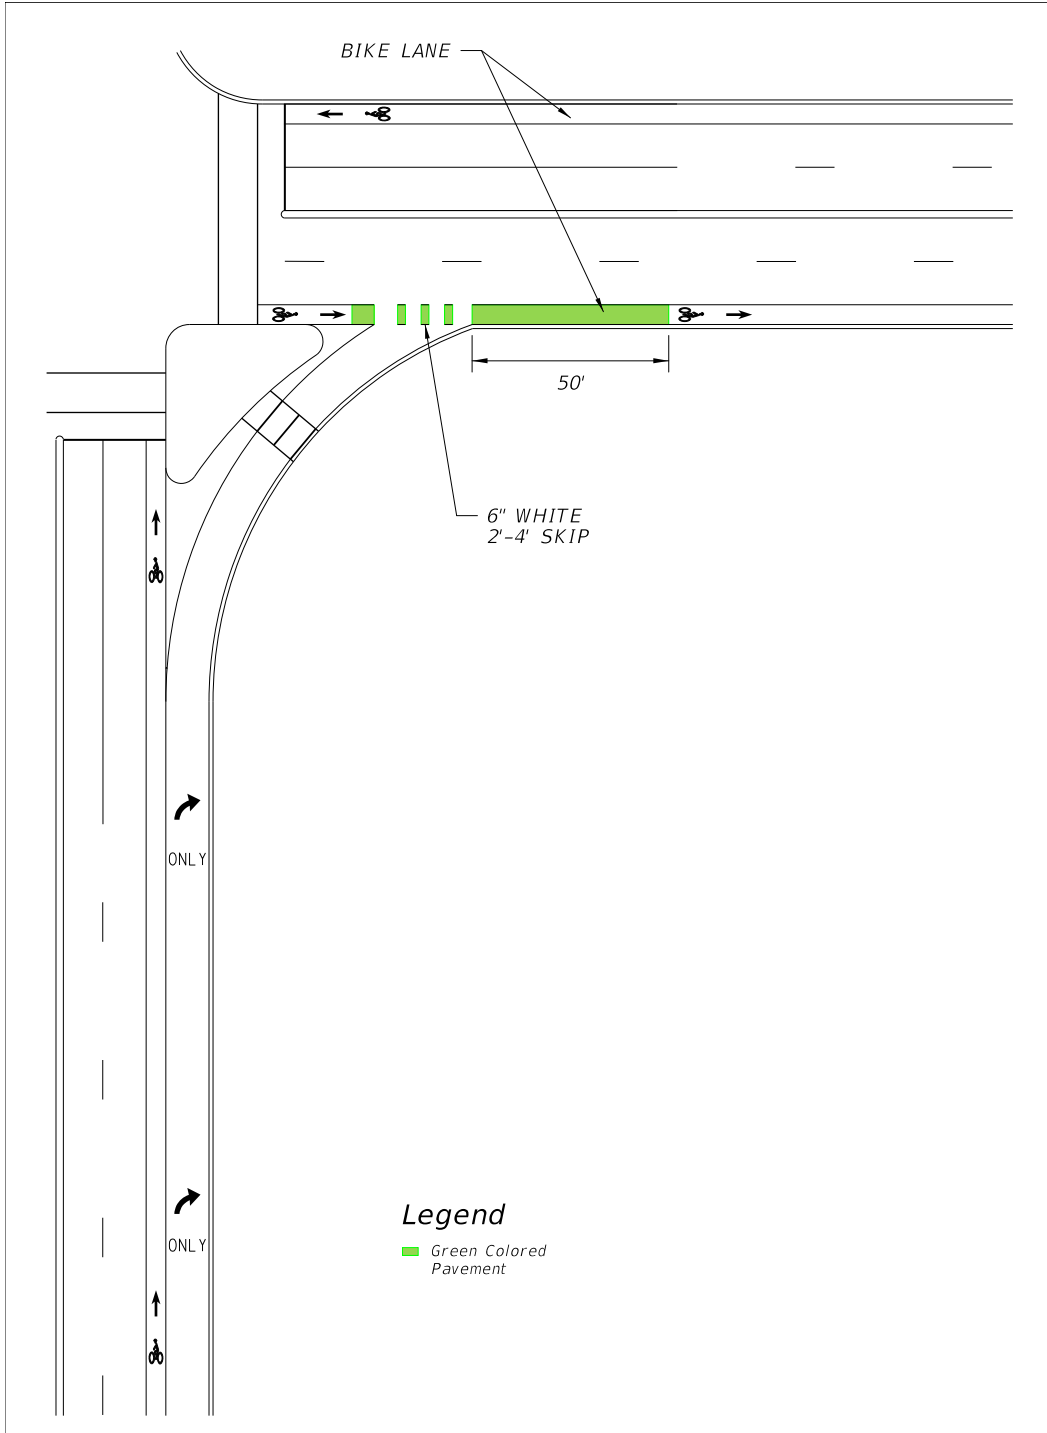 BIKE LANE
50'
6" WHITE
2'-4' SKIP
ONLY
ONLY
Legend
Green Colored
Pavement